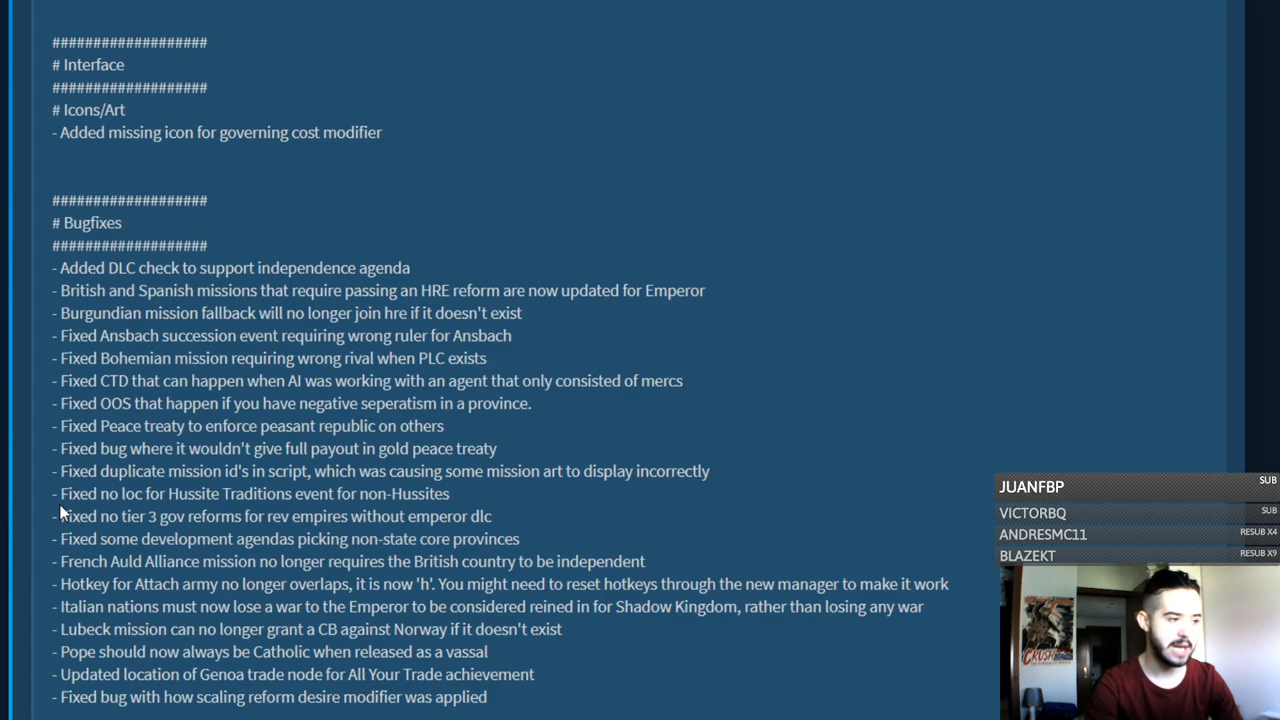 ###################
# Interface
###################
# Icons/Art
- Added missing icon for governing cost modifier
###################
# Bugfixes
###################
- Added DLC check to support independence agenda
- British and Spanish missions that require passing an HRE reform are now updated for Emperor
- Burgundian mission fallback will no longer join hre if it doesn't exist
- Fixed Ansbach succession event requiring wrong ruler for Ansbach
- Fixed Bohemian mission requiring wrong rival when PLC exists
- Fixed CTD that can happen when AI was working with an agent that only consisted of mercs
- Fixed OOS that happen if you have negative seperatism in a province.
- Fixed Peace treaty to enforce peasant republic on others
- Fixed bug where it wouldn't give full payout in gold peace treaty
- Fixed duplicate mission id's in script, which was causing some mission art to display incorrectly
- Fixed no loc for Hussite Traditions event for non-Hussites
- Fixed no tier 3 gov reforms for rev empires without emperor dlc
- Fixed some development agendas picking non-state core provinces
- French Auld Alliance mission no longer requires the British country to be independent
- Hotkey for Attach army no longer overlaps, it is now 'h'. You might need to reset hotkeys through the new manager to make it work
- Italian nations must now lose a war to the Emperor to be considered reined in for Shadow Kingdom, rather than losing any war
- Lubeck mission can no longer grant a CB against Norway if it doesn't exist
- Pope should now always be Catholic when released as a vassal
- Updated location of Genoa trade node for All Your Trade achievement
- Fixed bug with how scaling reform desire modifier was applied
JUANFBP SUB
VICTORBQ SUB
ANDRESMC11 RESUB X4
BLAZEKT RESUB X9